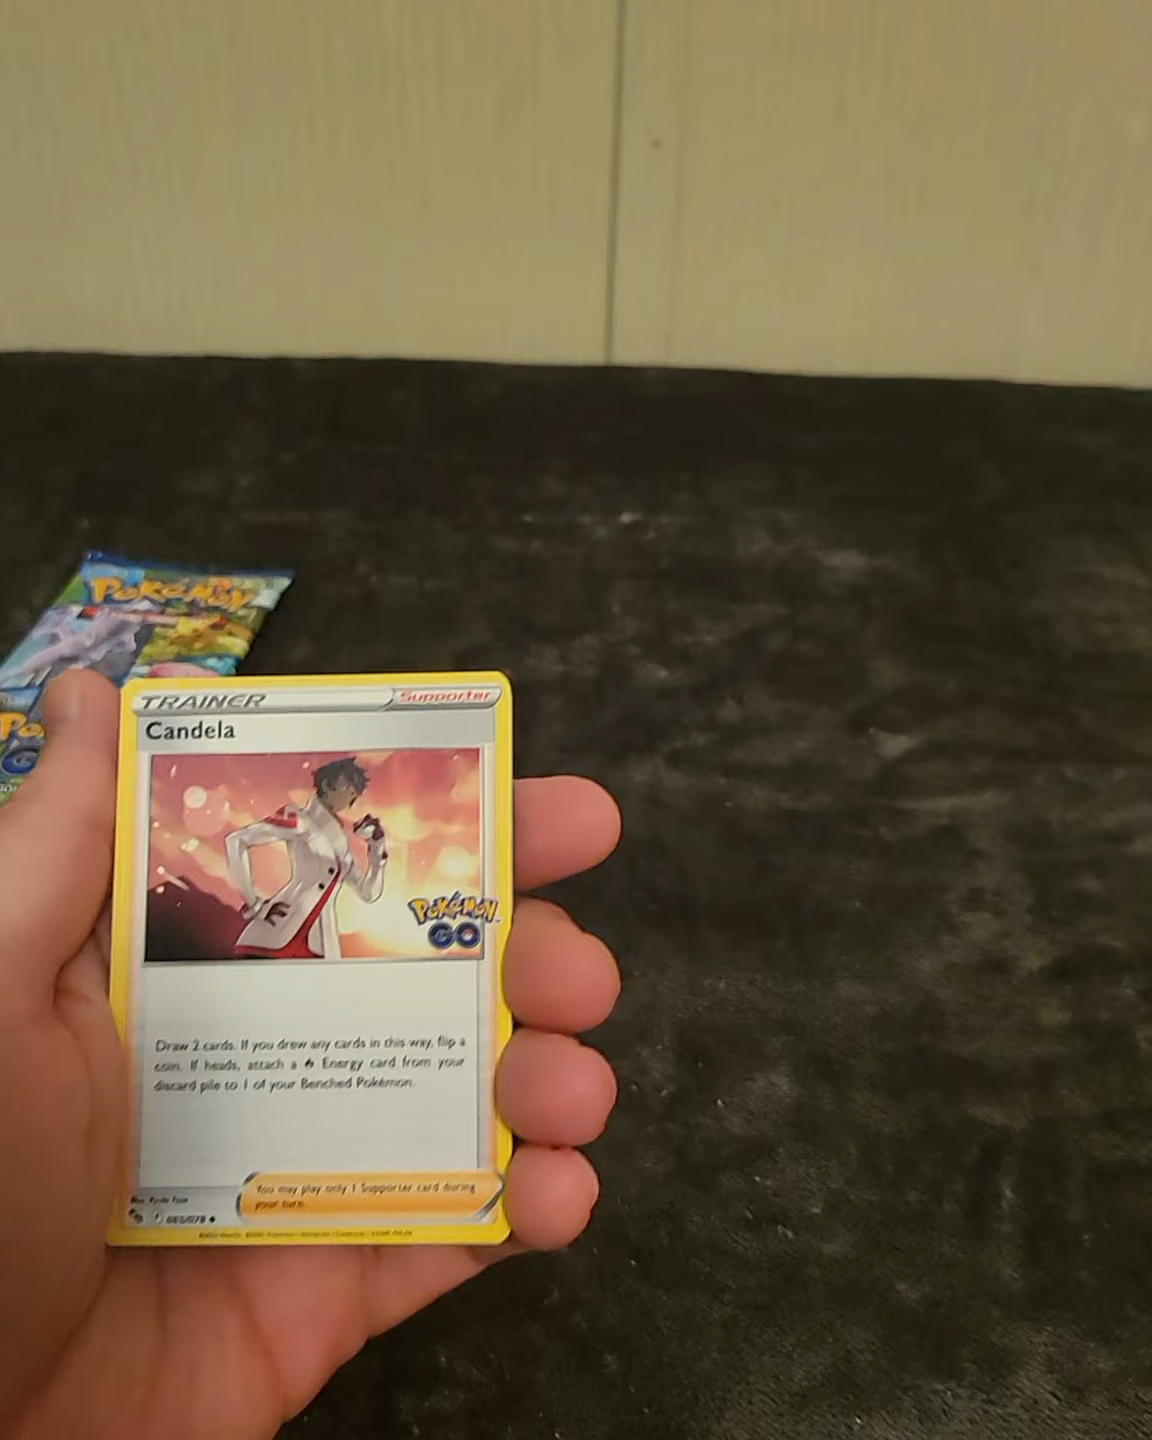 POKÉMON
Po
G
TRAINER Supporter
Candela
POKÉMON
GO
Draw 2 cards. If you drew any cards in this way, flip a
coin. If heads, attach a Energy card from your
discard pile to 1 of your Benched Pokémon.
You may play only 1 Supporter card during
your turn.
065/078